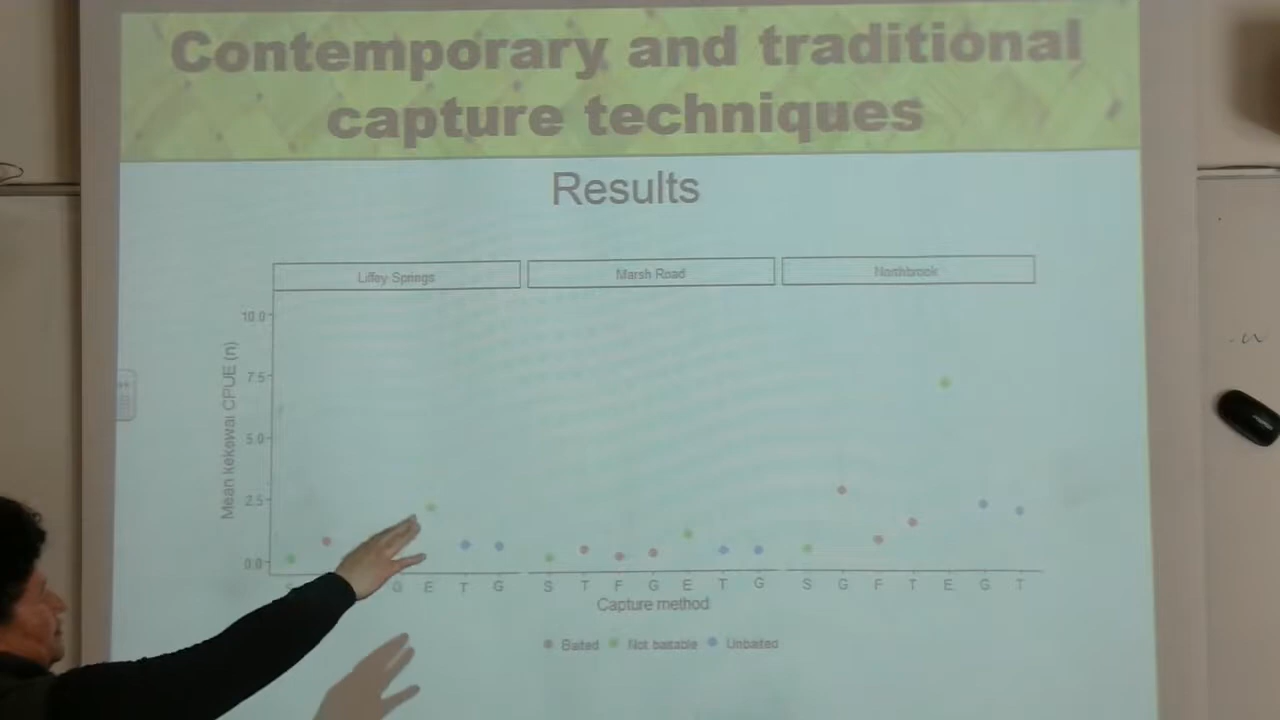 Contemporary and traditional
capture techniques
Results
Liffey Springs Marsh Road Northbrook
10.0
7.5
5.0
2.5
0.0
Mean kekewai CPUE (n)
G E T G S T F G E T G S G F T E G T
Capture method
Baited Not baitable Unbaited